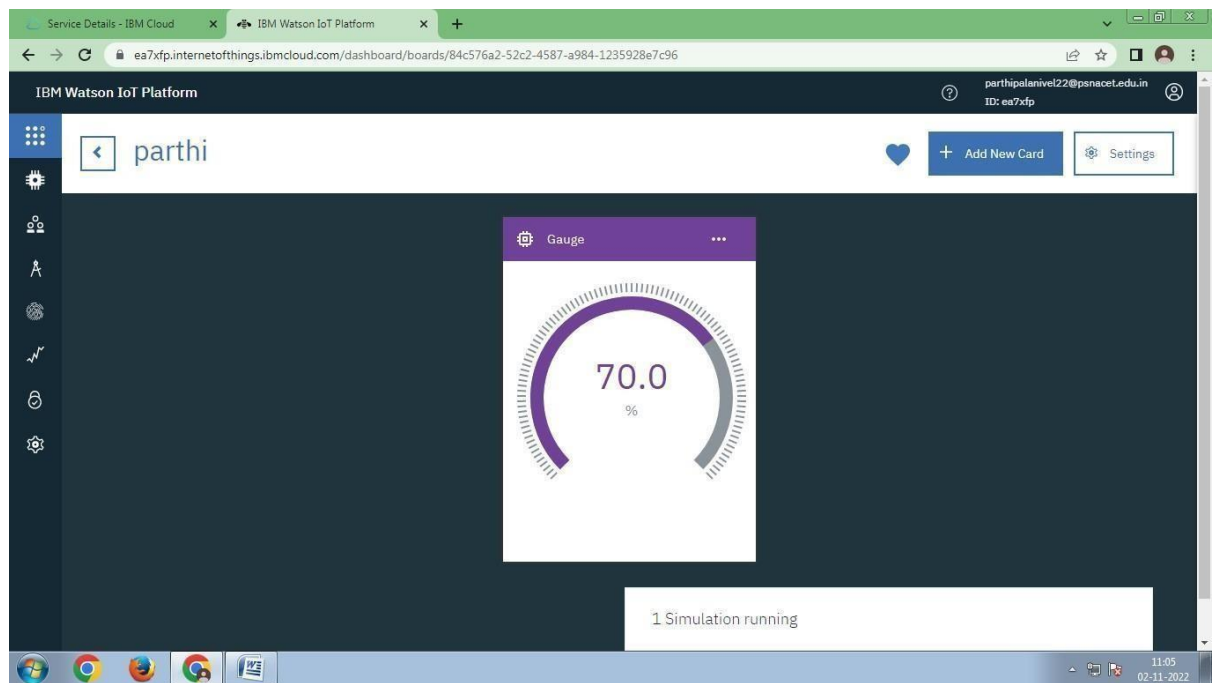 Service Details - IBM Cloud
IBM Watson IoT Platform
ea7xfp.internetofthings.ibmcloud.com/dashboard/boards/84c576a2-52c2-4587-a984-1235928e7c96
IBM Watson IoT Platform
parthipalanivel22@psnacet.edu.in
ID: ea7xfp
parthi
+ Add New Card
Settings
Gauge
70.0
%
1 Simulation running
11:05
02-11-2022